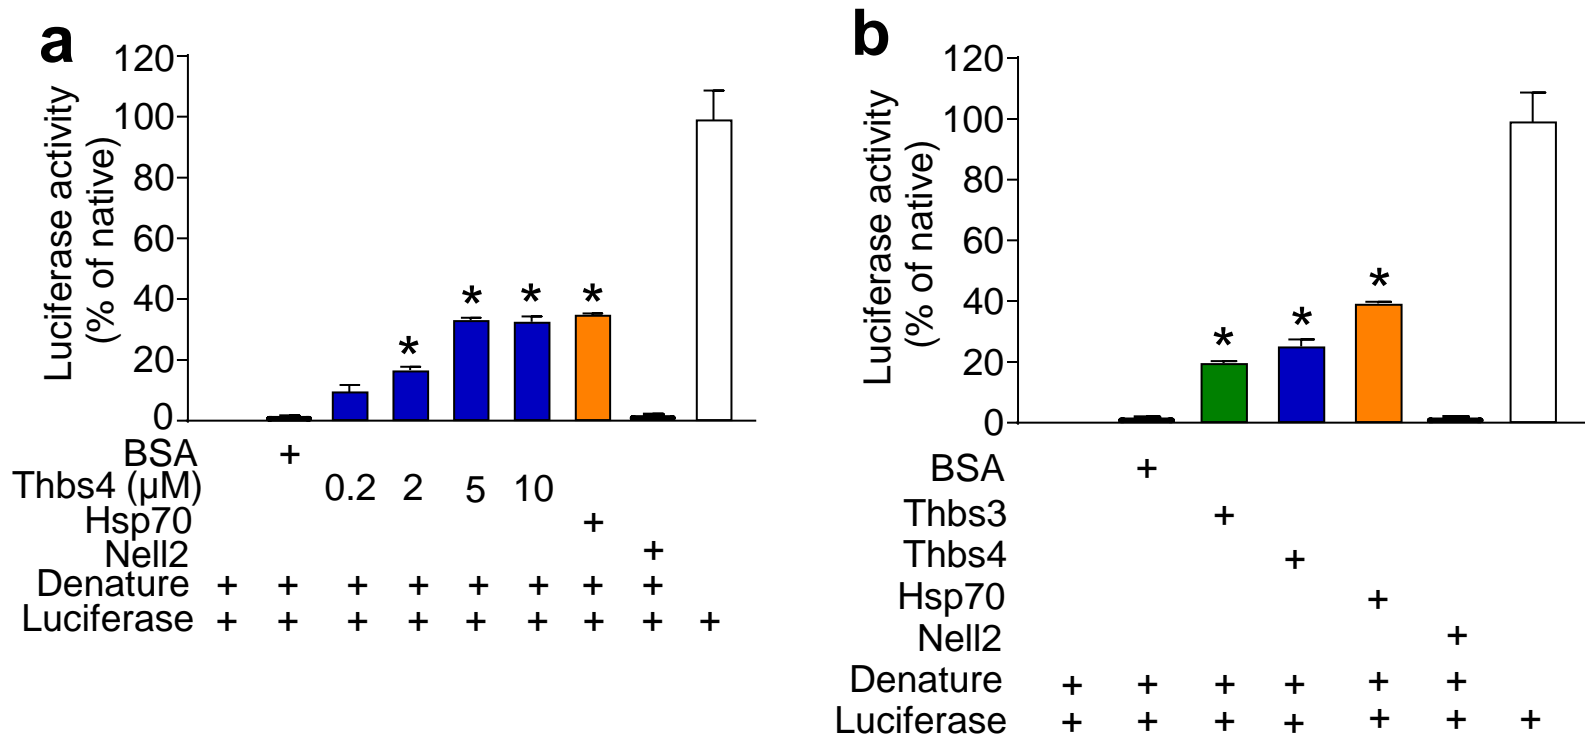 a
Luciferase activity
(% of native)
120
100
80
60
40
20
0
* * * *
*
BSA +
Thbs4 (µM) 0.2 2 5 10
Hsp70 +
Nell2 +
Denature + + + + + + + +
Luciferase + + + + + + + + +
b
Luciferase activity
(% of native)
120
100
80
60
40
20
0
* * *
BSA +
Thbs3 +
Thbs4 +
Hsp70 +
Nell2 +
Denature + + + + + +
Luciferase + + + + + + +